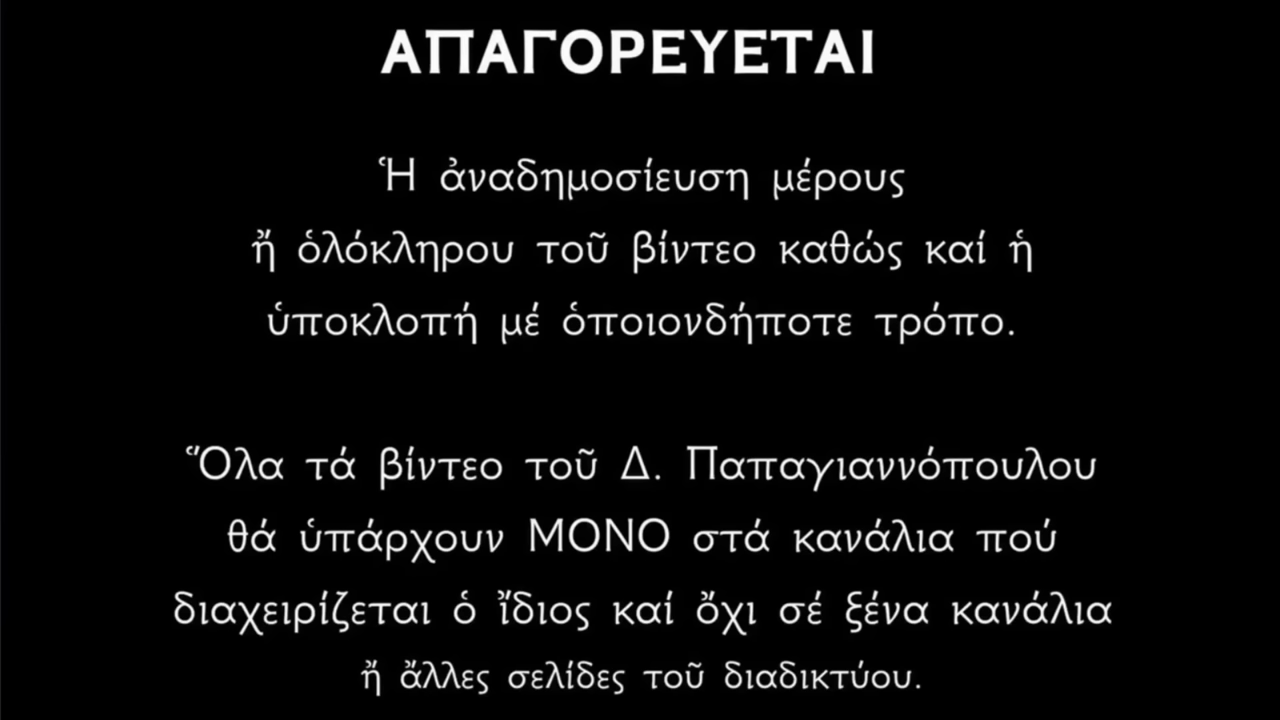 ΑΠΑΓΟΡΕΥΕΤΑΙ
Ἡ ἀναδημοσίευση μέρους
ἤ ὁλόκληρου τοῦ βίντεο καθώς καί ἡ
ὑποκλοπή μέ ὁποιονδήποτε τρόπο.
Ὅλα τά βίντεο τοῦ Δ. Παπαγιαννόπουλου
θά ὑπάρχουν ΜΟΝΟ στά κανάλια πού
διαχειρίζεται ὁ ἴδιος καί ὄχι σέ ξένα κανάλια
ἤ ἄλλες σελίδες τοῦ διαδικτύου.